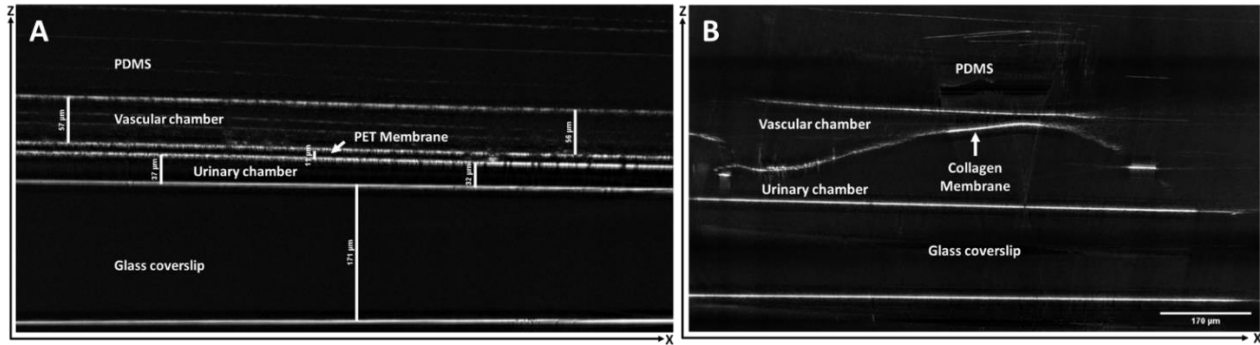 Z
A
PDMS
57 µm
Vascular chamber
PET Membrane
56 µm
11 µm
37 µm
Urinary chamber
32 µm
171 µm
Glass coverslip
X
Z
B
PDMS
Vascular chamber
Collagen
Membrane
Urinary chamber
Glass coverslip
170 µm
X